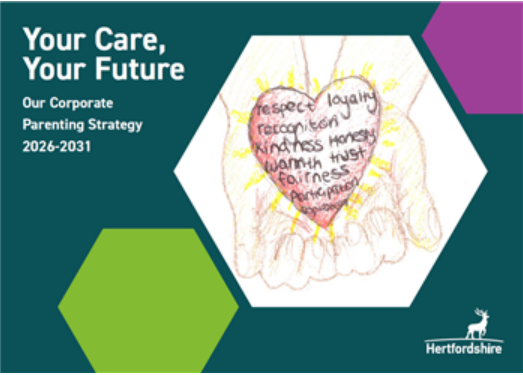 Your Care,
Your Future
Our Corporate
Parenting Strategy
2026-2031
respect loyalty
recognition
kindness Honesty
warmth trust
fairness
Participation
Hertfordshire